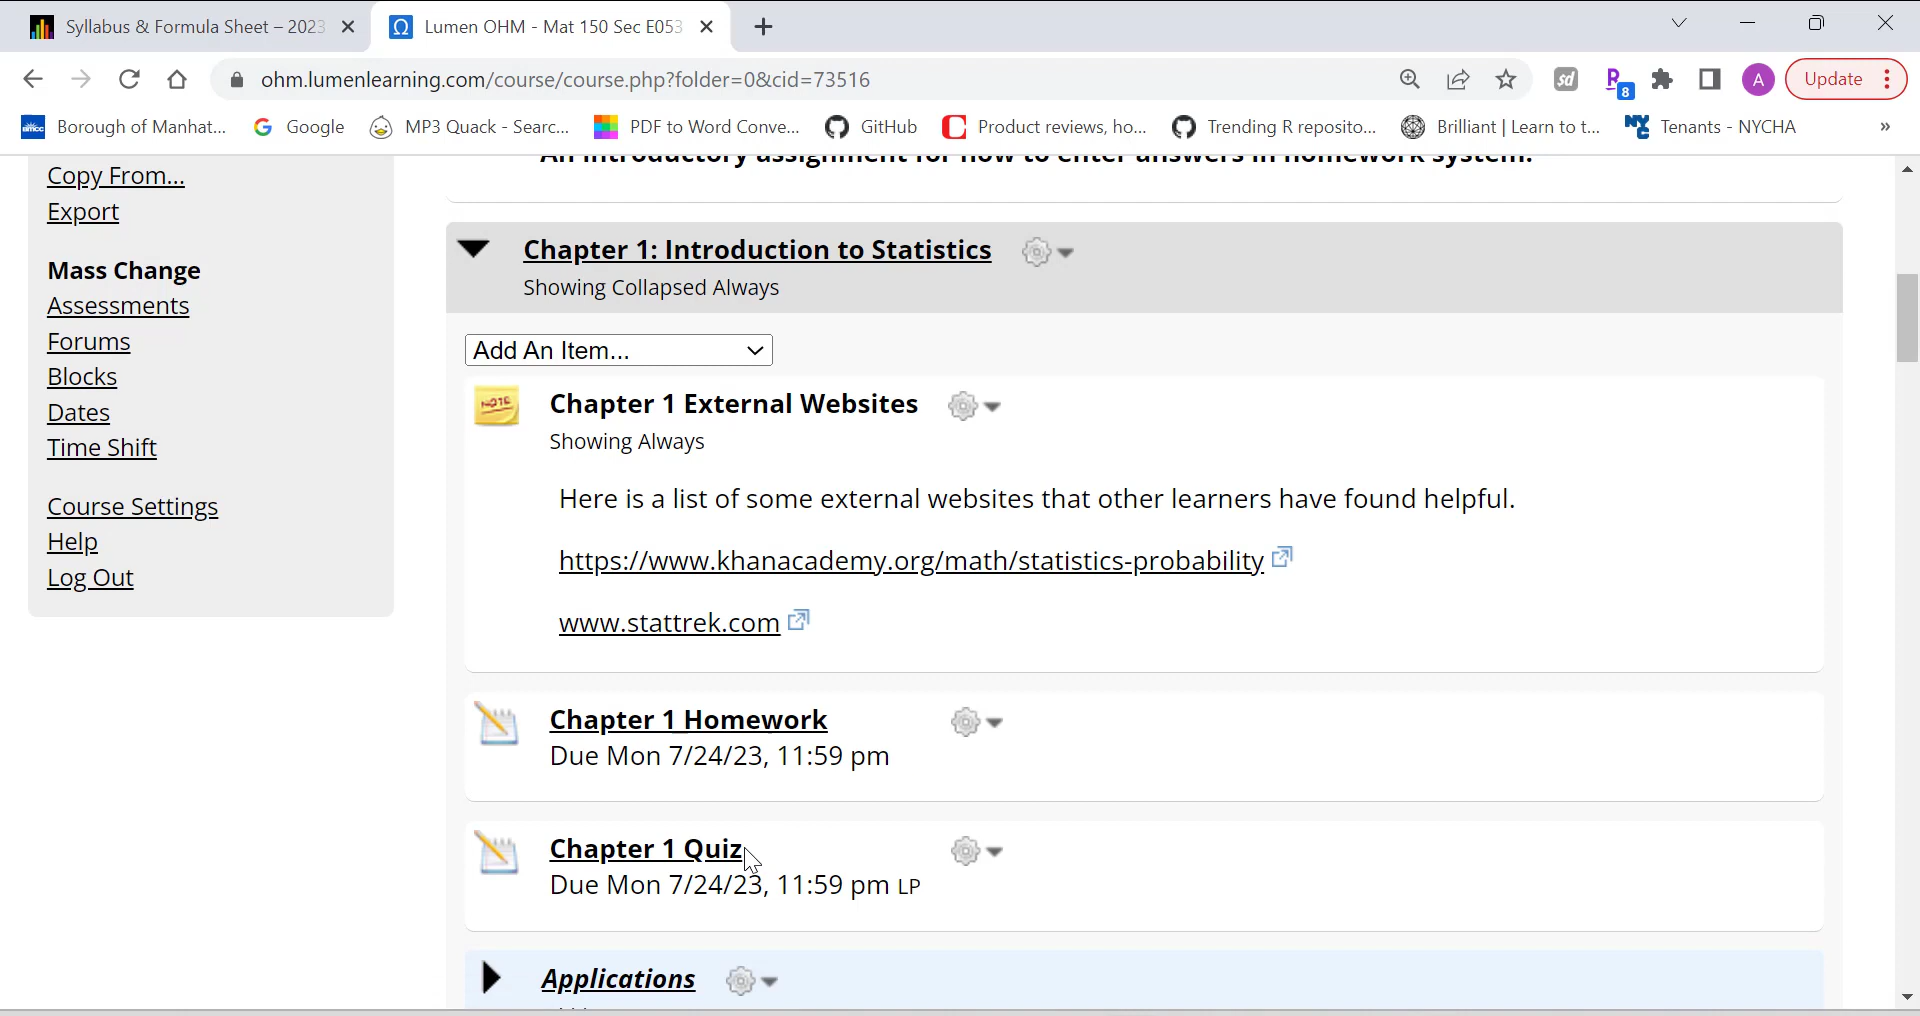 Syllabus & Formula Sheet – 2023
Lumen OHM - Mat 150 Sec E053
ohm.lumenlearning.com/course/course.php?folder=0&cid=73516
sd
8
A
Update
BMCC
Borough of Manhat...
Google
MP3 Quack - Searc...
PDF to Word Conve...
GitHub
Product reviews, ho...
Trending R reposito...
Brilliant | Learn to t...
Tenants - NYCHA
»
An introductory assignment for how to enter answers in homework system.
Copy From...
Export
Mass Change
Assessments
Forums
Blocks
Dates
Time Shift
Course Settings
Help
Log Out
Chapter 1: Introduction to Statistics
Showing Collapsed Always
Add An Item...
NOTE
Chapter 1 External Websites
Showing Always
Here is a list of some external websites that other learners have found helpful.
https://www.khanacademy.org/math/statistics-probability
www.stattrek.com
Chapter 1 Homework
Due Mon 7/24/23, 11:59 pm
Chapter 1 Quiz
Due Mon 7/24/23, 11:59 pm LP
Applications